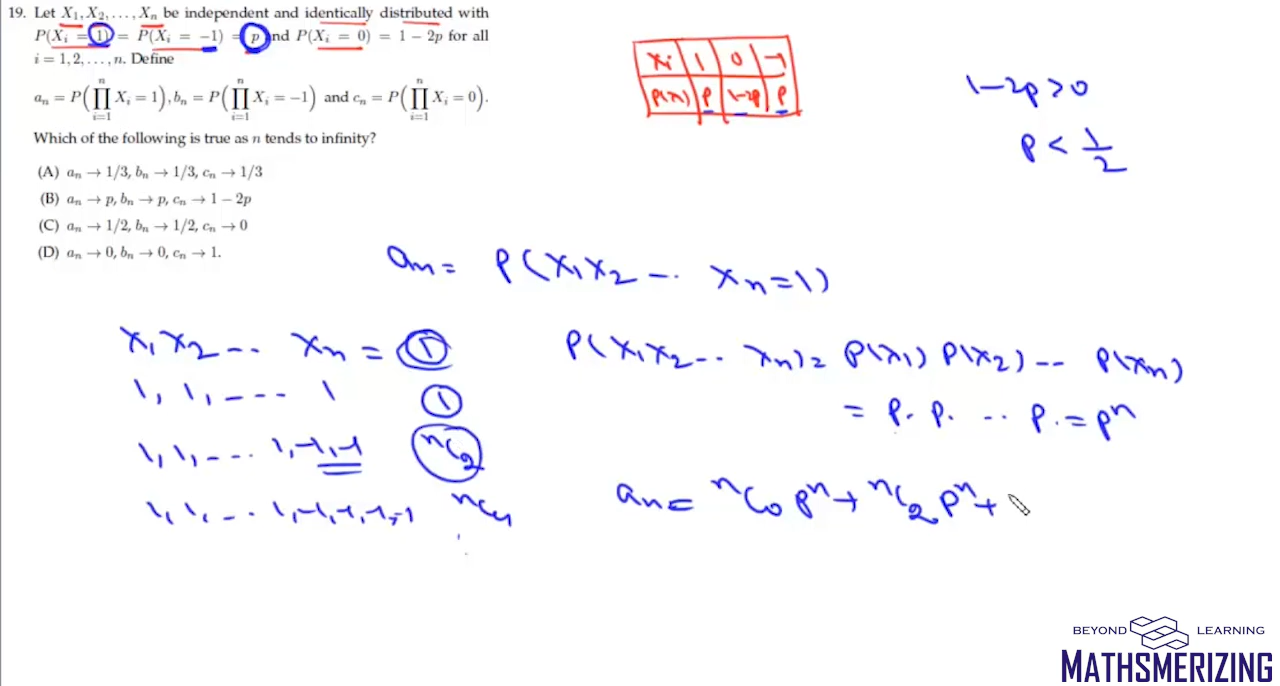 19. Let X₁, X₂, . . . , Xₙ be independent and identically distributed with
P(Xᵢ = 1) = P(Xᵢ = −1) = p and P(Xᵢ = 0) = 1 − 2p for all
i = 1, 2, . . . , n. Define
aₙ = P(∏ᵢ₌₁ⁿ Xᵢ = 1), bₙ = P(∏ᵢ₌₁ⁿ Xᵢ = −1) and cₙ = P(∏ᵢ₌₁ⁿ Xᵢ = 0).
Which of the following is true as n tends to infinity?
(A) aₙ → 1/3, bₙ → 1/3, cₙ → 1/3
(B) aₙ → p, bₙ → p, cₙ → 1 − 2p
(C) aₙ → 1/2, bₙ → 1/2, cₙ → 0
(D) aₙ → 0, bₙ → 0, cₙ → 1.
Xi 1 0 -1
P(X) P 1-2P P
1-2p>0
P < 1/2
an = P(X₁X₂ -.. Xn=1)
X₁X₂ -.. Xn = 1
1, 1, -... 1 1
1, 1, -... 1,-1,-1 ⁿC₂
1, 1, -.. 1,-1,-1,-1,-1 ⁿC₄
P(X₁X₂ -.. Xn) = P(X₁) P(X₂) -- P(Xn)
= P. P. .. P. = pⁿ
an = ⁿC₀ pⁿ + ⁿC₂ pⁿ +
BEYOND LEARNING
MATHSMERIZING